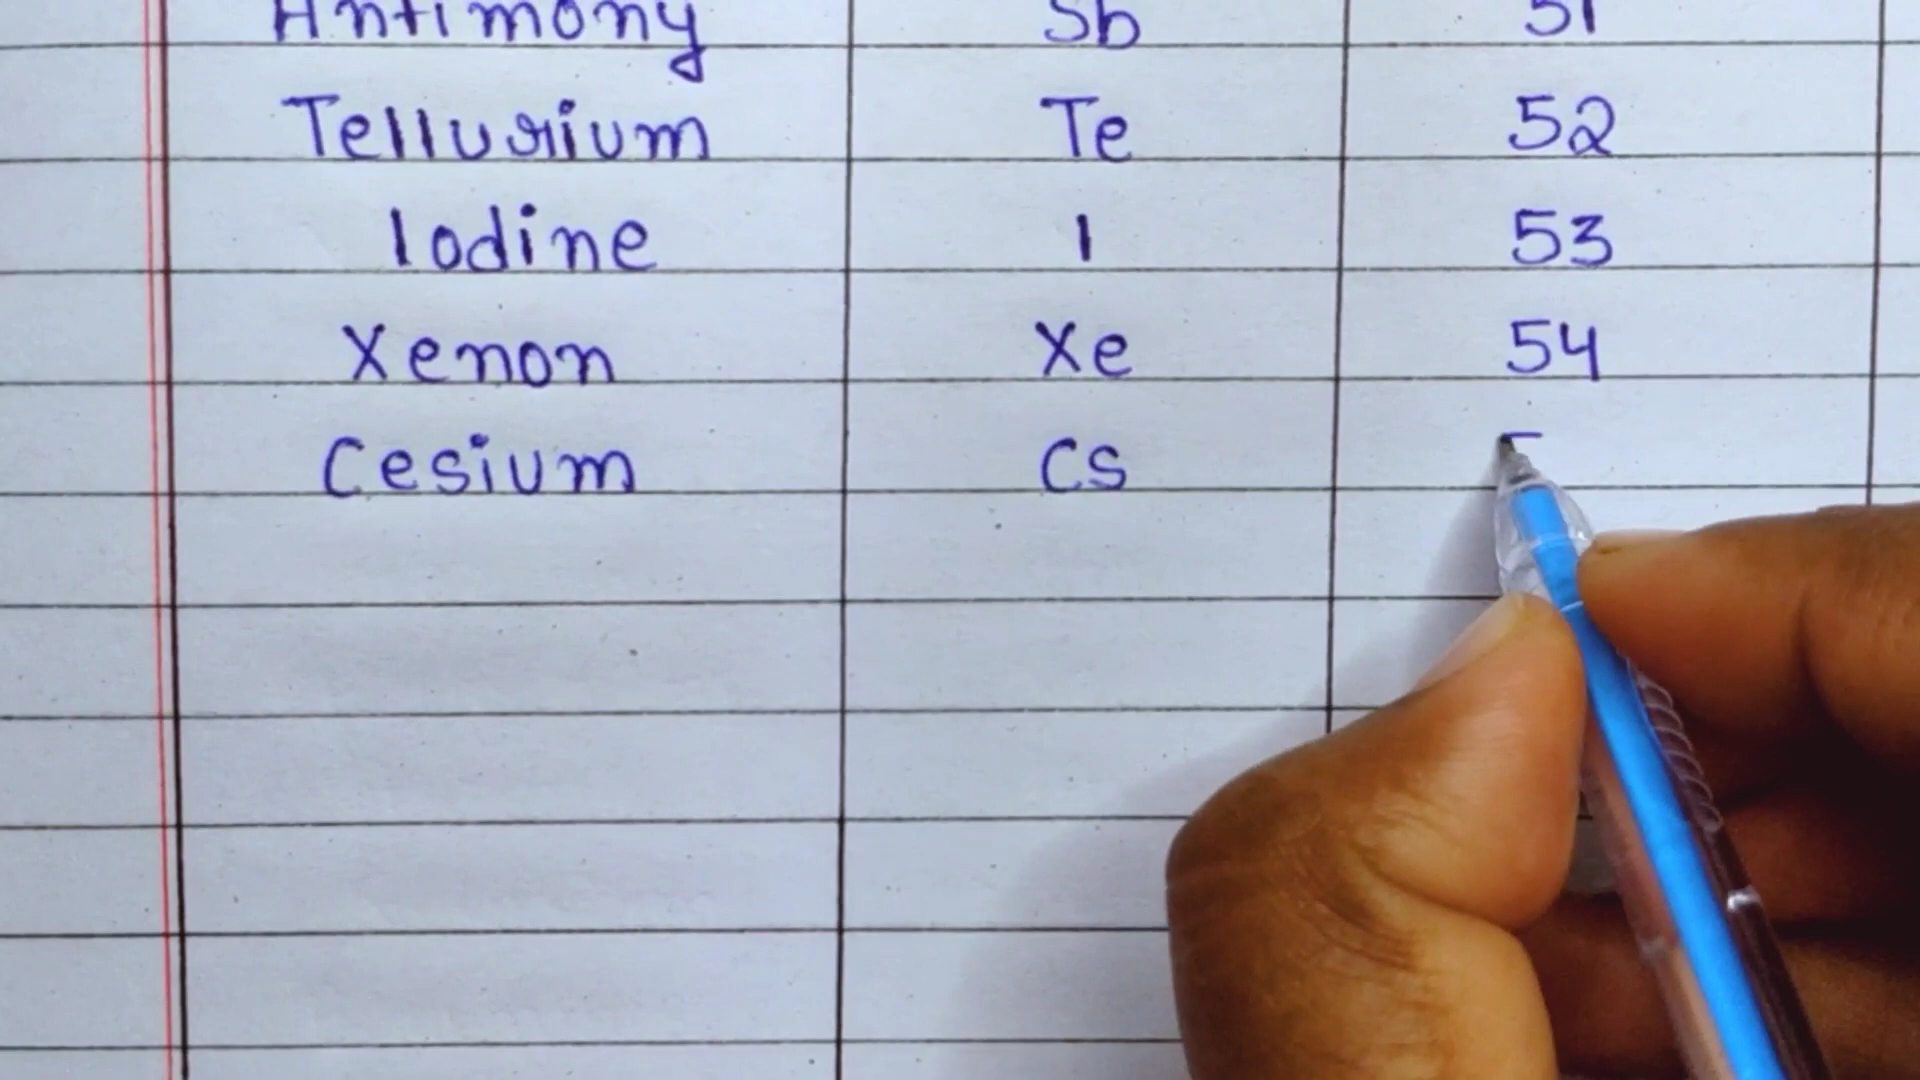 Antimony Sb 51
Tellurium Te 52
Iodine I 53
Xenon Xe 54
Cesium Cs